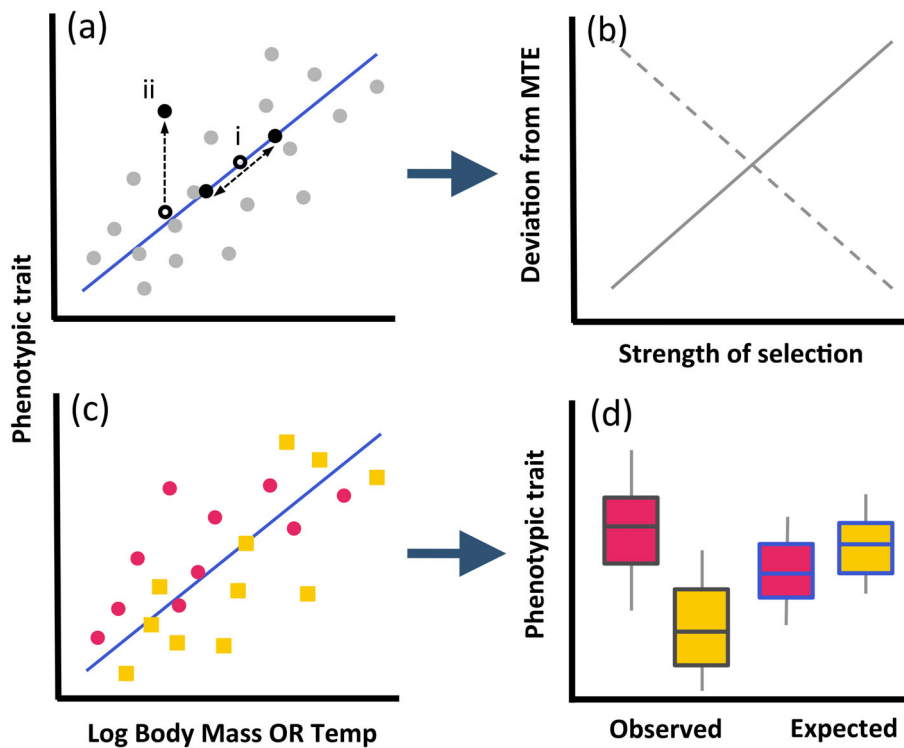 (a)
ii
i
(b)
Deviation from MTE
Strength of selection
Phenotypic trait
(c)
Log Body Mass OR Temp
(d)
Phenotypic trait
Observed
Expected